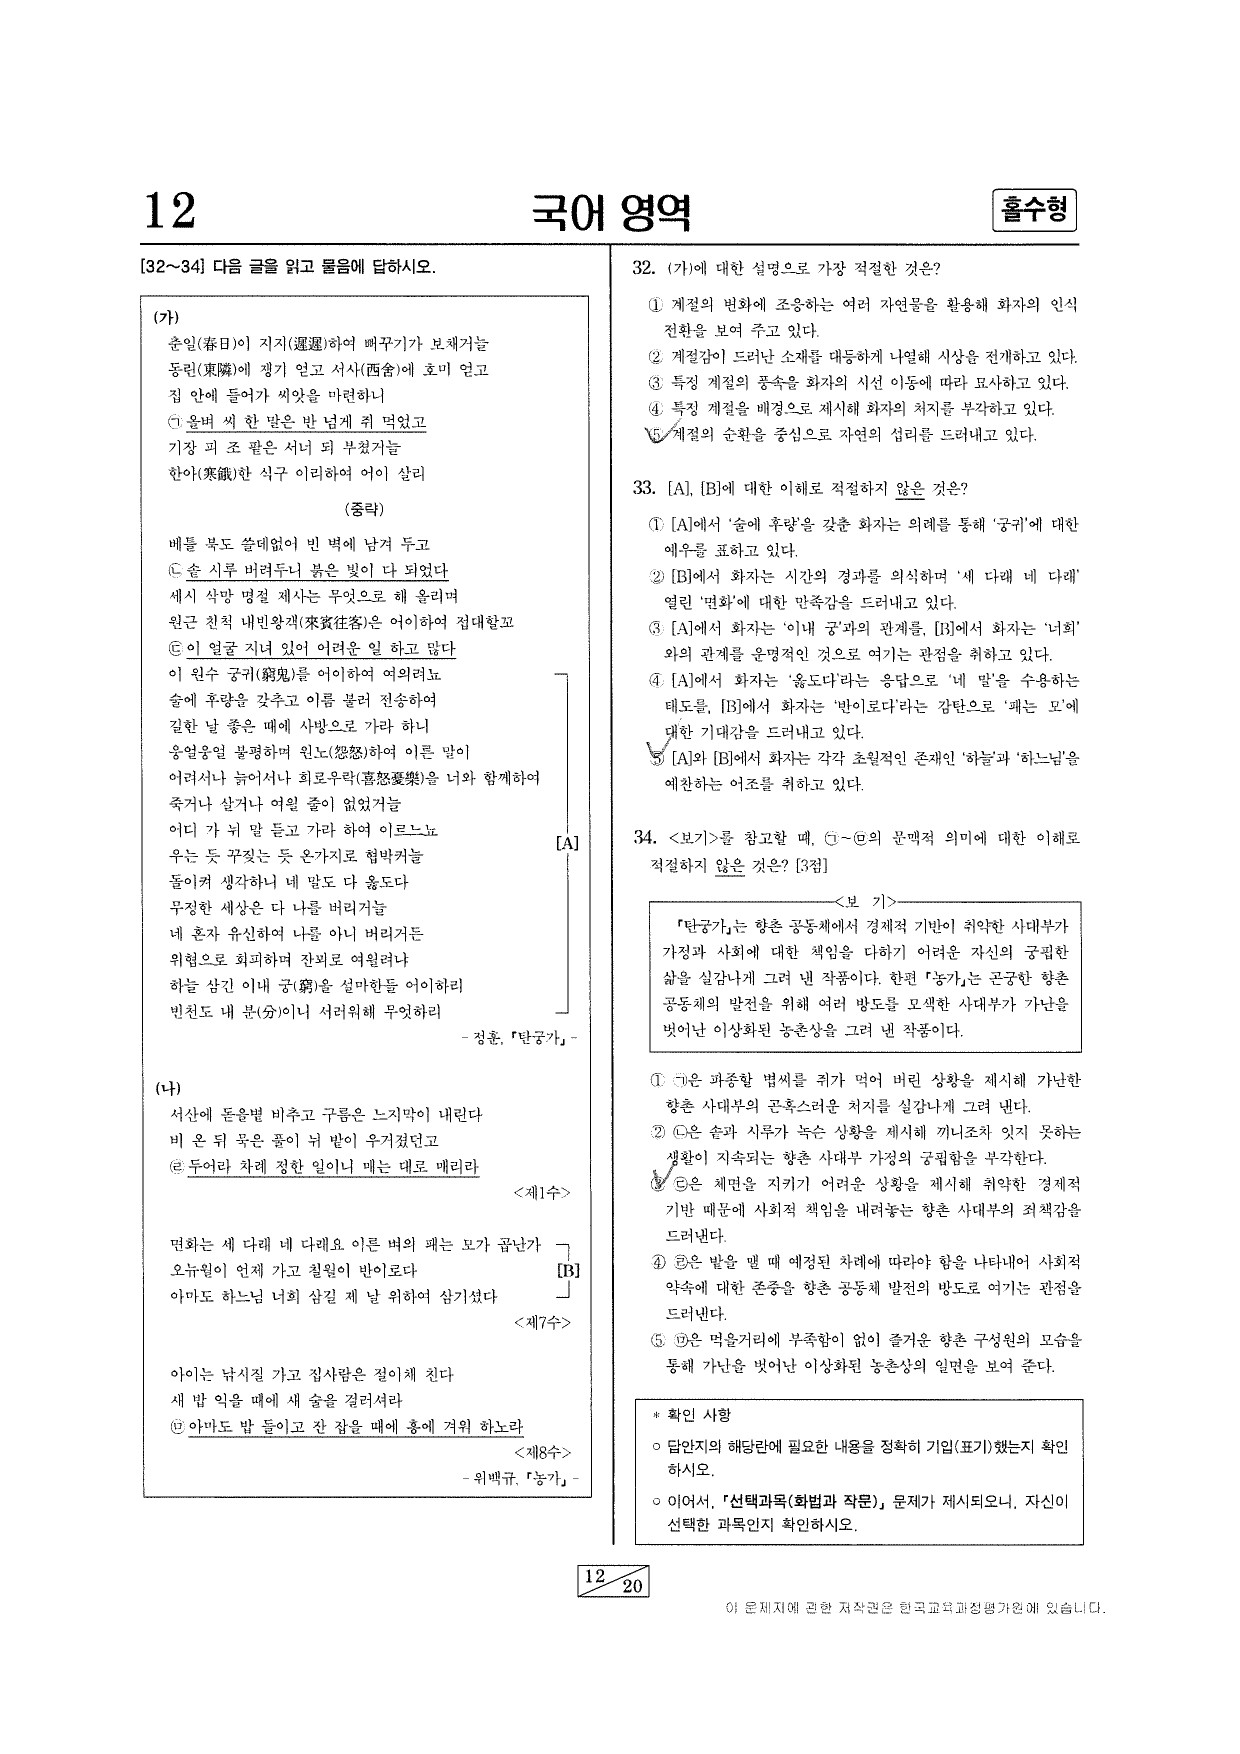 12
국어 영역
홀수형
[32~34] 다음 글을 읽고 물음에 답하시오.
(가)
춘일(春日)이 지지(遲遲)하여 뻐꾸기가 보채거늘
동린(東隣)에 쟁기 얻고 서사(西舍)에 호미 얻고
집 안에 들어가 씨앗을 마련하니
㉠ 올벼 씨 한 말은 반 넘게 쥐 먹었고
기장 피 조 팥은 서너 되 부쳤거늘
한아(寒餓)한 식구 이리하여 어이 살리
(중략)
베틀 북도 쓸데없어 빈 벽에 남겨 두고
㉡ 솥 시루 버려두니 붉은 빛이 다 되었다
세시 삭망 명절 제사는 무엇으로 해 올리며
원근 친척 내빈왕객(來賓往客)은 어이하여 접대할꼬
㉢ 이 얼굴 지녀 있어 어려운 일 하고 많다
이 원수 궁귀(窮鬼)를 어이하여 여의려뇨
술에 후량을 갖추고 이름 불러 전송하여
길한 날 좋은 때에 사방으로 가라 하니
웅얼웅얼 불평하며 원노(怨怒)하여 이른 말이
어려서나 늙어서나 희로우락(喜怒憂樂)을 너와 함께하여
죽거나 살거나 여읠 줄이 없었거늘
어디 가 뉘 말 듣고 가라 하여 이르느뇨
우는 듯 꾸짖는 듯 온가지로 협박커늘
[A]
돌이켜 생각하니 네 말도 다 옳도다
무정한 세상은 다 나를 버리거늘
네 혼자 유신하여 나를 아니 버리거든
위협으로 회피하며 잔꾀로 여읠려냐
하늘 삼긴 이내 궁(窮)을 설마한들 어이하리
빈천도 내 분(分)이니 서러워해 무엇하리
- 정훈, 「탄궁가」 -
(나)
서산에 돋을볕 비추고 구름은 느지막이 내린다
비 온 뒤 묵은 풀이 뉘 밭이 우거졌던고
㉣ 두어라 차례 정한 일이니 매는 대로 매리라
<제1수>
면화는 세 다래 네 다래요 이른 벼의 패는 모가 곱난가
오뉴월이 언제 가고 칠월이 반이로다
[B]
아마도 하느님 너희 삼길 제 날 위하여 삼기셨다
<제7수>
아이는 낚시질 가고 집사람은 절이채 친다
새 밥 익을 때에 새 술을 걸러셔라
㉤ 아마도 밥 들이고 잔 잡을 때에 흥에 겨워 하노라
<제8수>
- 위백규, 「농가」 -
32. (가)에 대한 설명으로 가장 적절한 것은?
① 계절의 변화에 조응하는 여러 자연물을 활용해 화자의 인식
전환을 보여 주고 있다.
② 계절감이 드러난 소재를 대등하게 나열해 시상을 전개하고 있다.
③ 특정 계절의 풍속을 화자의 시선 이동에 따라 묘사하고 있다.
④ 특정 계절을 배경으로 제시해 화자의 처지를 부각하고 있다.
⑤ 계절의 순환을 중심으로 자연의 섭리를 드러내고 있다.
33. [A], [B]에 대한 이해로 적절하지 않은 것은?
① [A]에서 '술에 후량'을 갖춘 화자는 의례를 통해 '궁귀'에 대한
예우를 표하고 있다.
② [B]에서 화자는 시간의 경과를 의식하며 '세 다래 네 다래'
열린 '면화'에 대한 만족감을 드러내고 있다.
③ [A]에서 화자는 '이내 궁'과의 관계를, [B]에서 화자는 '너희'
와의 관계를 운명적인 것으로 여기는 관점을 취하고 있다.
④ [A]에서 화자는 '옳도다'라는 응답으로 '네 말'을 수용하는
태도를, [B]에서 화자는 '반이로다'라는 감탄으로 '패는 모'에
대한 기대감을 드러내고 있다.
⑤ [A]와 [B]에서 화자는 각각 초월적인 존재인 '하늘'과 '하느님'을
예찬하는 어조를 취하고 있다.
34. <보기>를 참고할 때, ㉠~㉤의 문맥적 의미에 대한 이해로
적절하지 않은 것은? [3점]
<보 기>
「탄궁가」는 향촌 공동체에서 경제적 기반이 취약한 사대부가
가정과 사회에 대한 책임을 다하기 어려운 자신의 궁핍한
삶을 실감나게 그려 낸 작품이다. 한편 「농가」는 곤궁한 향촌
공동체의 발전을 위해 여러 방도를 모색한 사대부가 가난을
벗어난 이상화된 농촌상을 그려 낸 작품이다.
① ㉠은 파종할 볍씨를 쥐가 먹어 버린 상황을 제시해 가난한
향촌 사대부의 곤혹스러운 처지를 실감나게 그려 낸다.
② ㉡은 솥과 시루가 녹슨 상황을 제시해 끼니조차 잇지 못하는
생활이 지속되는 향촌 사대부 가정의 궁핍함을 부각한다.
③ ㉢은 체면을 지키기 어려운 상황을 제시해 취약한 경제적
기반 때문에 사회적 책임을 내려놓는 향촌 사대부의 죄책감을
드러낸다.
④ ㉣은 밭을 맬 때 예정된 차례에 따라야 함을 나타내어 사회적
약속에 대한 존중을 향촌 공동체 발전의 방도로 여기는 관점을
드러낸다.
⑤ ㉤은 먹을거리에 부족함이 없이 즐거운 향촌 구성원의 모습을
통해 가난을 벗어난 이상화된 농촌상의 일면을 보여 준다.
* 확인 사항
○ 답안지의 해당란에 필요한 내용을 정확히 기입(표기)했는지 확인
하시오.
○ 이어서, 「선택과목(화법과 작문)」 문제가 제시되오니, 자신이
선택한 과목인지 확인하시오.
12
20
이 문제지에 관한 저작권은 한국교육과정평가원에 있습니다.